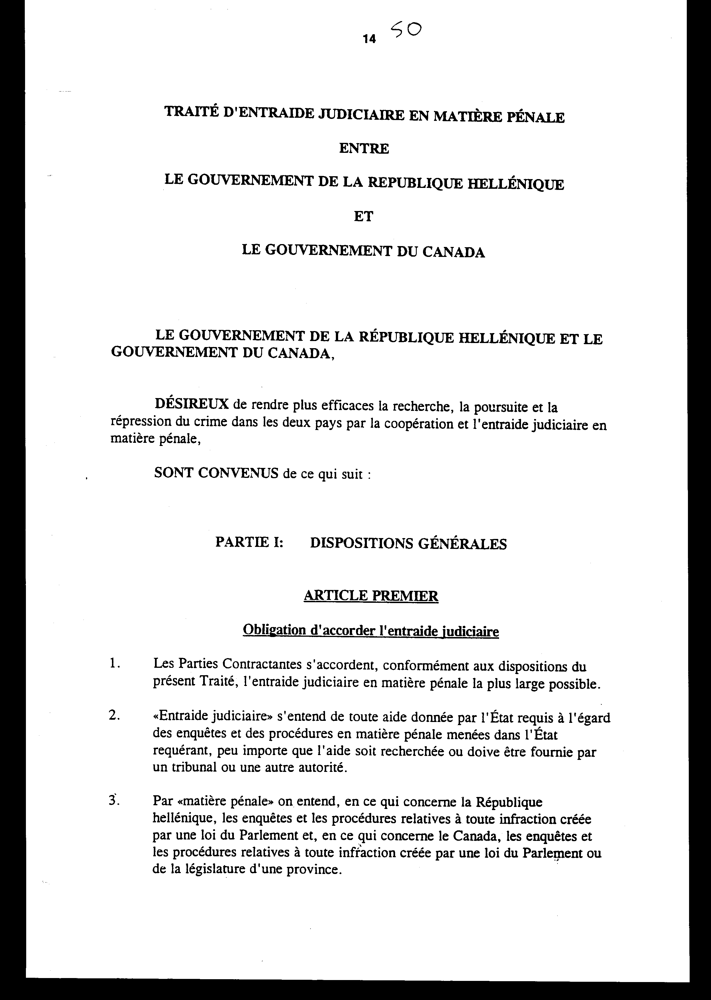 14 50
TRAITÉ D'ENTRAIDE JUDICIAIRE EN MATIÈRE PÉNALE
ENTRE
LE GOUVERNEMENT DE LA REPUBLIQUE HELLÉNIQUE
ET
LE GOUVERNEMENT DU CANADA
LE GOUVERNEMENT DE LA RÉPUBLIQUE HELLÉNIQUE ET LE
GOUVERNEMENT DU CANADA,
DÉSIREUX de rendre plus efficaces la recherche, la poursuite et la
répression du crime dans les deux pays par la coopération et l'entraide judiciaire en
matière pénale,
SONT CONVENUS de ce qui suit :
PARTIE I: DISPOSITIONS GÉNÉRALES
ARTICLE PREMIER
Obligation d'accorder l'entraide judiciaire
1. Les Parties Contractantes s'accordent, conformément aux dispositions du
présent Traité, l'entraide judiciaire en matière pénale la plus large possible.
2. «Entraide judiciaire» s'entend de toute aide donnée par l'État requis à l'égard
des enquêtes et des procédures en matière pénale menées dans l'État
requérant, peu importe que l'aide soit recherchée ou doive être fournie par
un tribunal ou une autre autorité.
3. Par «matière pénale» on entend, en ce qui concerne la République
hellénique, les enquêtes et les procédures relatives à toute infraction créée
par une loi du Parlement et, en ce qui concerne le Canada, les enquêtes et
les procédures relatives à toute infraction créée par une loi du Parlement ou
de la législature d'une province.